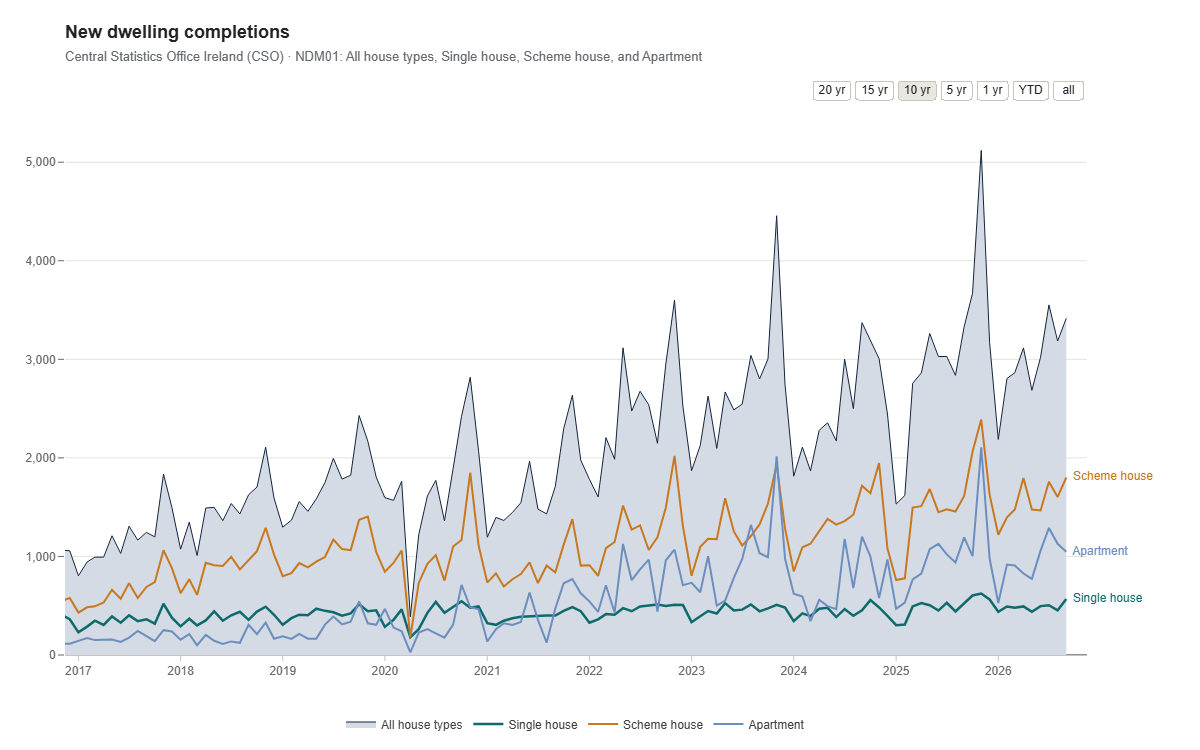 New dwelling completions
Central Statistics Office Ireland (CSO) · NDM01: All house types, Single house, Scheme house, and Apartment
20 yr 15 yr 10 yr 5 yr 1 yr YTD all
5,000
4,000
3,000
2,000
1,000
0
Scheme house
Apartment
Single house
2017 2018 2019 2020 2021 2022 2023 2024 2025 2026
All house types Single house Scheme house Apartment